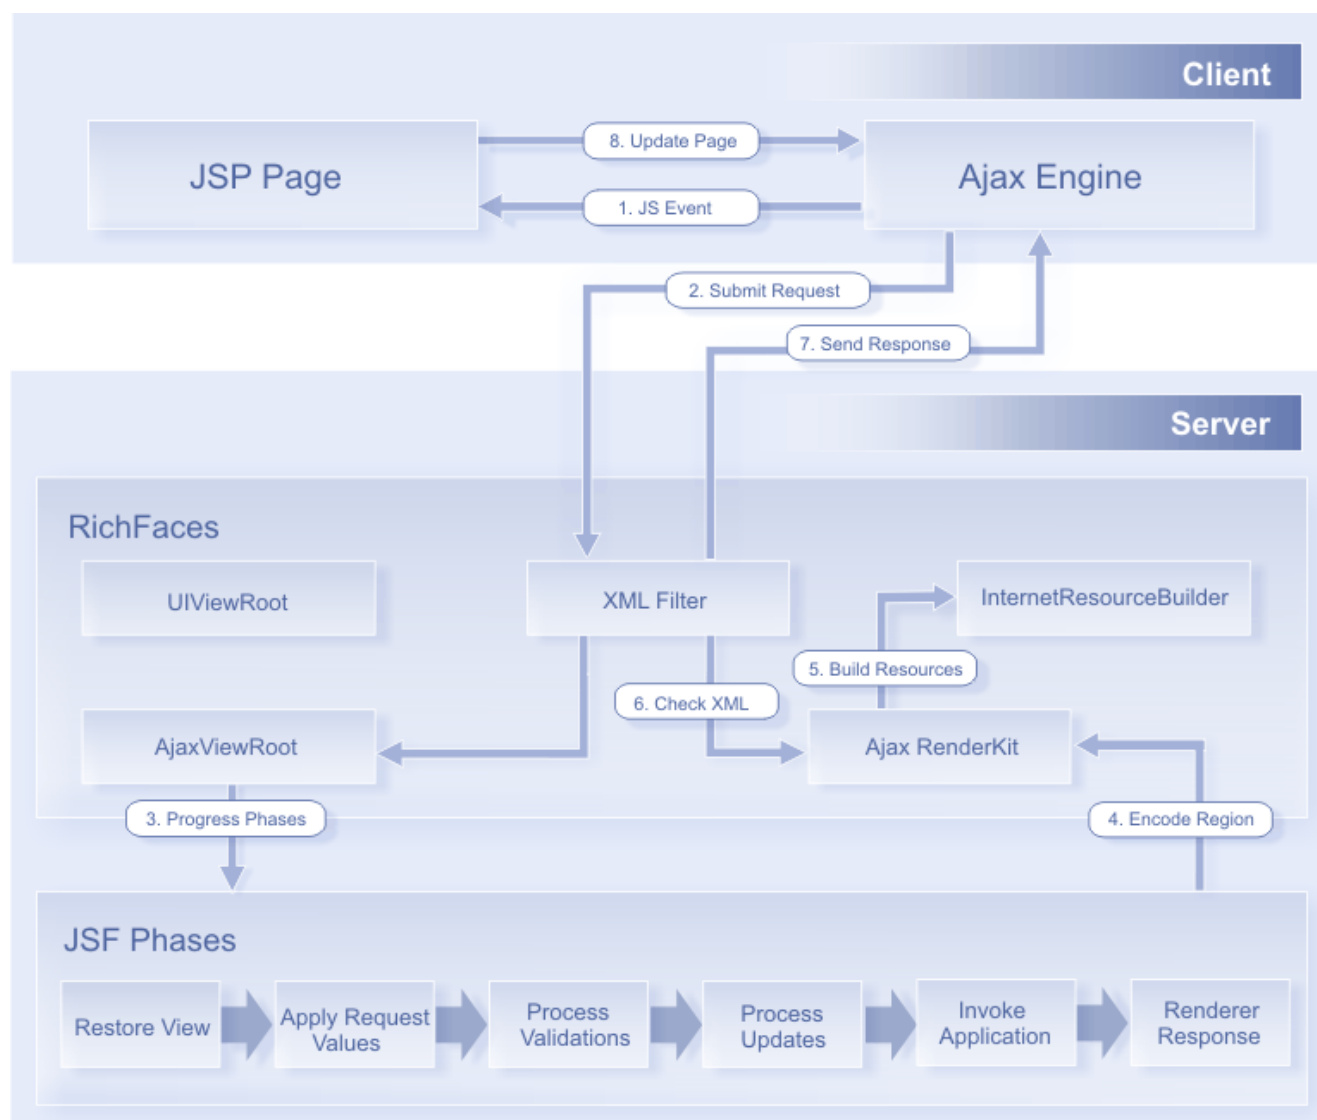 Client
JSP Page
8. Update Page
Ajax Engine
1. JS Event
2. Submit Request
7. Send Response
Server
RichFaces
UIViewRoot
XML Filter
InternetResourceBuilder
5. Build Resources
6. Check XML
AjaxViewRoot
Ajax RenderKit
3. Progress Phases
4. Encode Region
JSF Phases
Restore View
Apply Request
Values
Process
Validations
Process
Updates
Invoke
Application
Renderer
Response